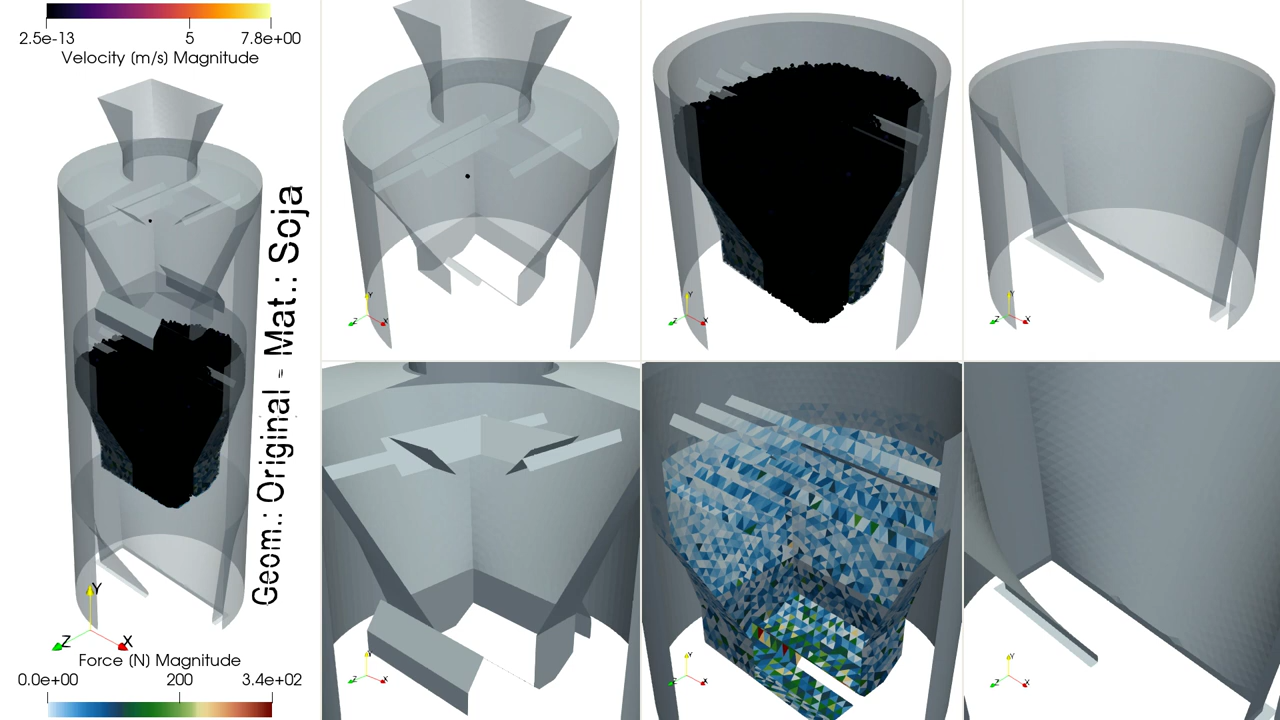 2.5e-13 5 7.8e+00
Velocity (m/s) Magnitude
Geom.: Original - Mat.: Soja
Y
Z X
Force (N) Magnitude
0.0e+00 200 3.4e+02
Y
Z X
Y
Z X
Y
Z X
Y
Z X
Y
Z X
Y
Z X